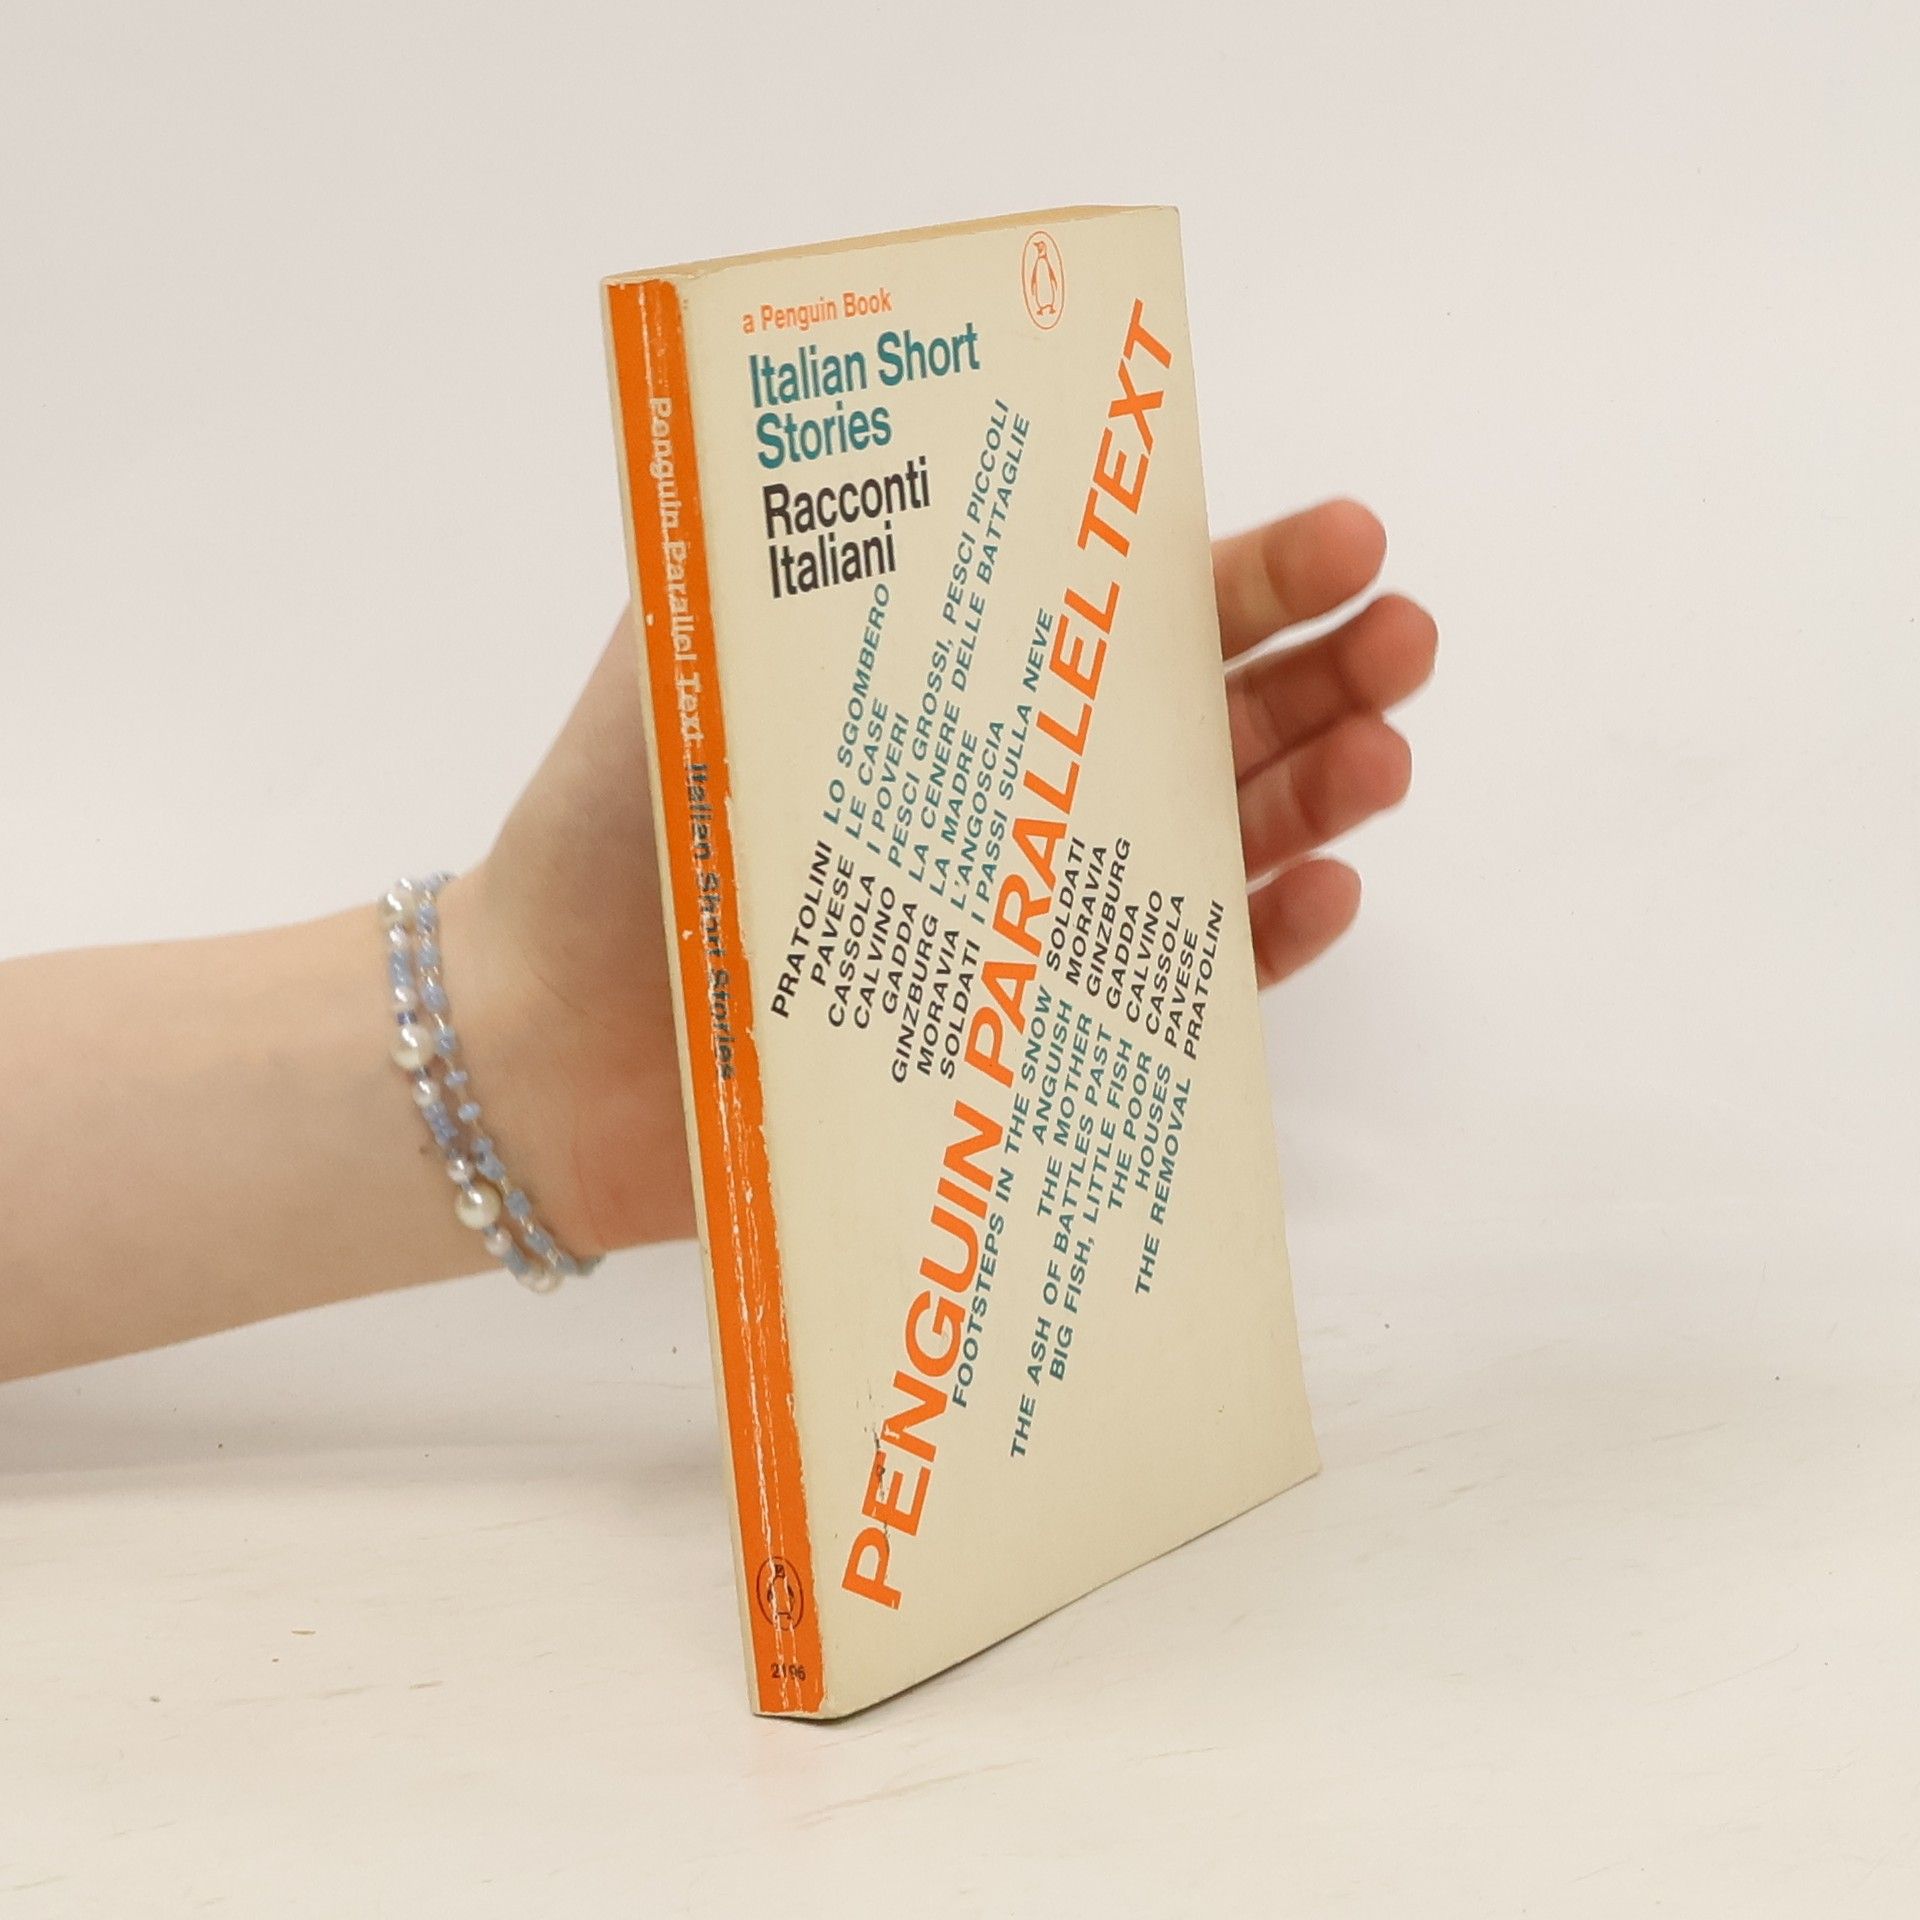 a Penguin Book
Italian Short
Stories
Racconti
Italiani
PRATOLINI LO SGOMBERO
PAVESE LE CASE
CASSOLA I POVERI
CALVINO PESCI GROSSI, PESCI PICCOLI
GADDA LA CENERE DELLE BATTAGLIE
GINZBURG LA MADRE
MORAVIA L'ANGOSCIA
SOLDATI I PASSI SULLA NEVE
PENGUIN PARALLEL TEXT
FOOTSTEPS IN THE SNOW SOLDATI
ANGUISH MORAVIA
THE MOTHER GINZBURG
THE ASH OF BATTLES PAST GADDA
BIG FISH, LITTLE FISH CALVINO
THE POOR CASSOLA
HOUSES PAVESE
THE REMOVAL PRATOLINI
Penguin Parallel Text Italian Short Stories
2196